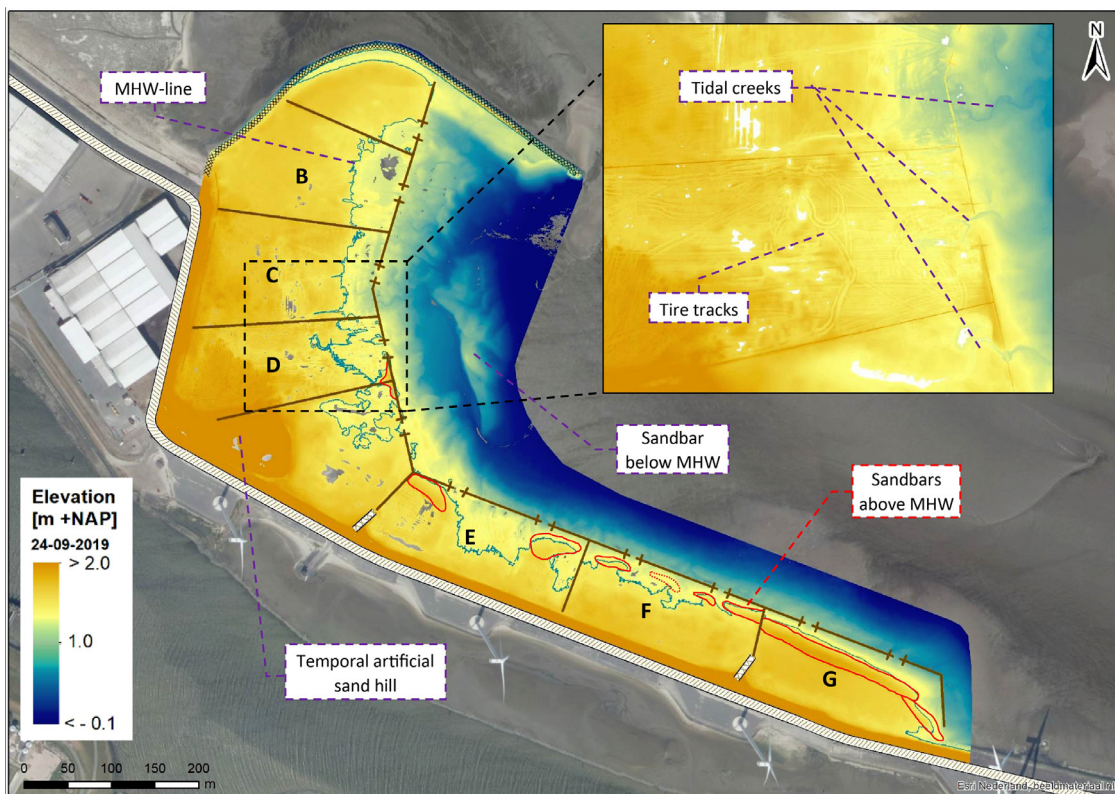 N
MHW-line
Tidal creeks
B
C
Tire tracks
D
Sandbar
below MHW
Sandbars
above MHW
Elevation
[m +NAP]
24-09-2019
> 2.0
1.0
< - 0.1
E
F
G
Temporal artificial
sand hill
0 50 100 150 200
m
Esri Nederland, beeldmateriaal.nl